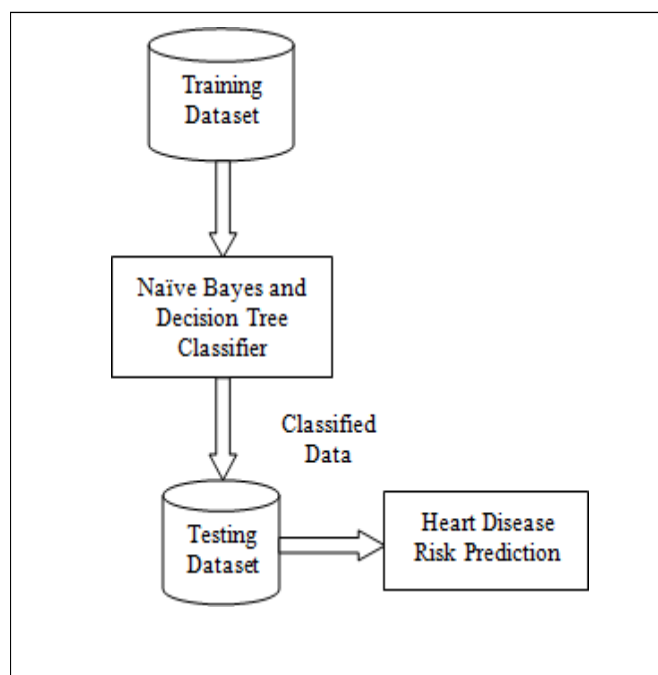 Training
Dataset
Naïve Bayes and
Decision Tree
Classifier
Classified
Data
Testing
Dataset
Heart Disease
Risk Prediction